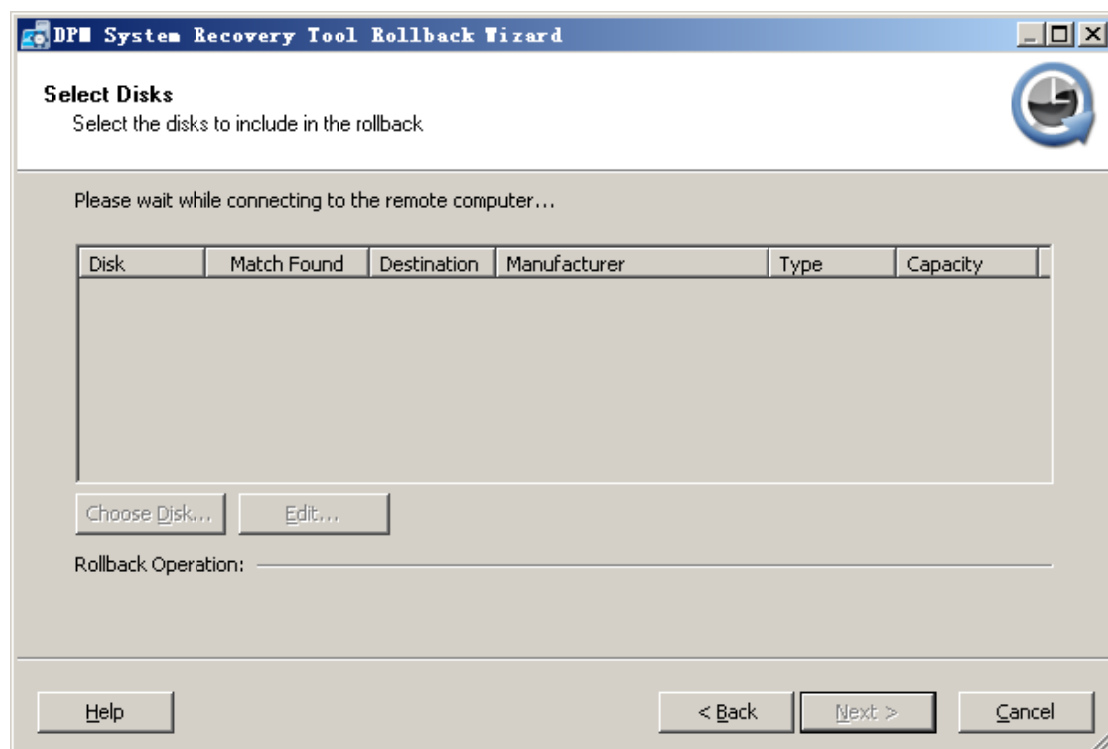 DPM System Recovery Tool Rollback Wizard
Select Disks
Select the disks to include in the rollback
Please wait while connecting to the remote computer...
Disk Match Found Destination Manufacturer Type Capacity
Choose Disk... Edit...
Rollback Operation:
Help < Back Next > Cancel